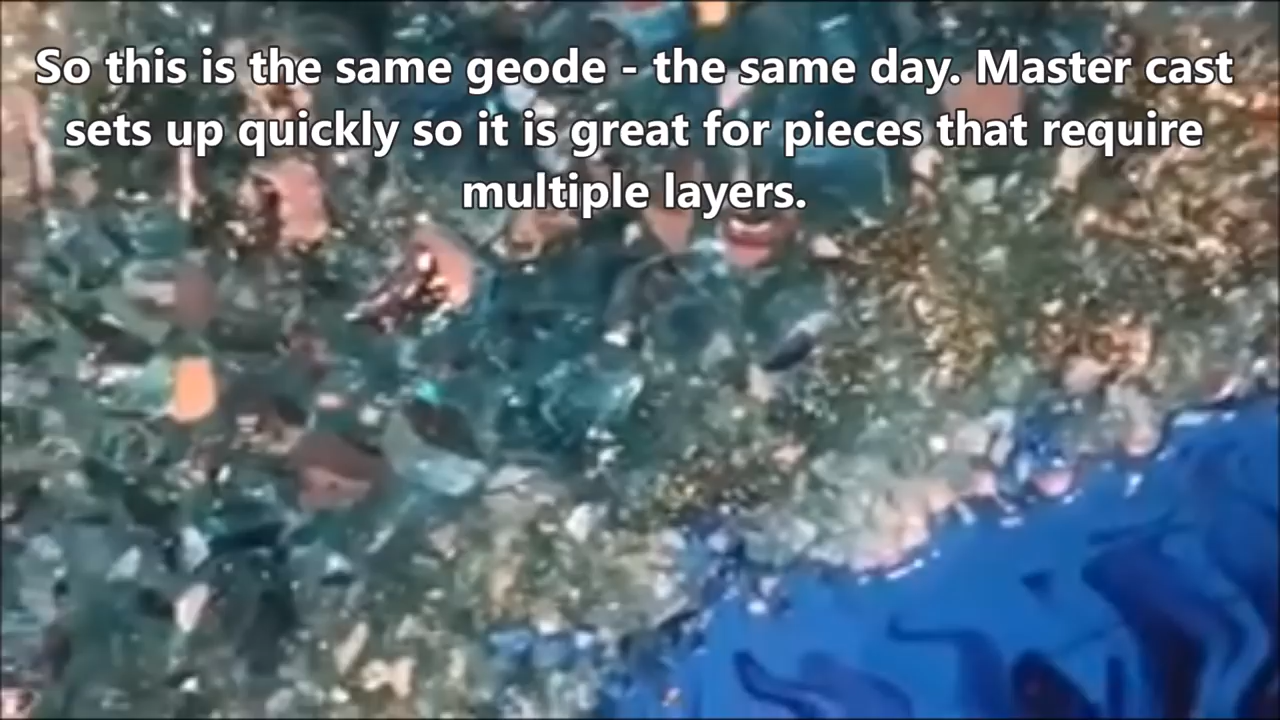 So this is the same geode - the same day. Master cast
sets up quickly so it is great for pieces that require
multiple layers.